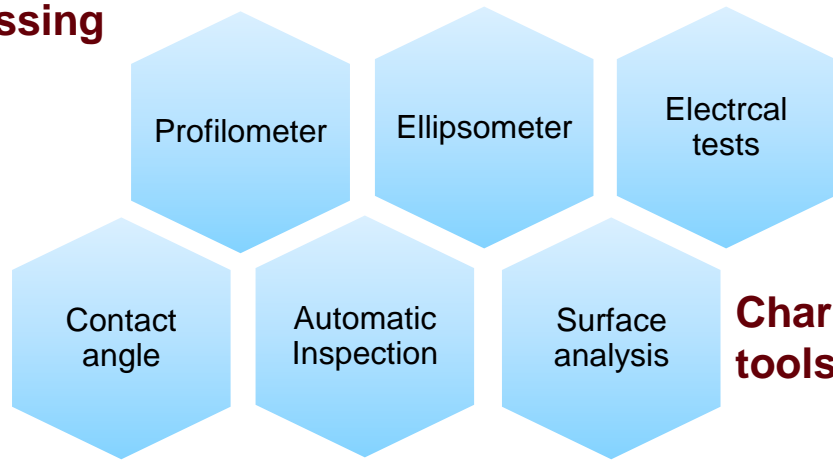 ssing
Profilometer
Ellipsometer
Electrcal
tests
Contact
angle
Automatic
Inspection
Surface
analysis
Char
tools